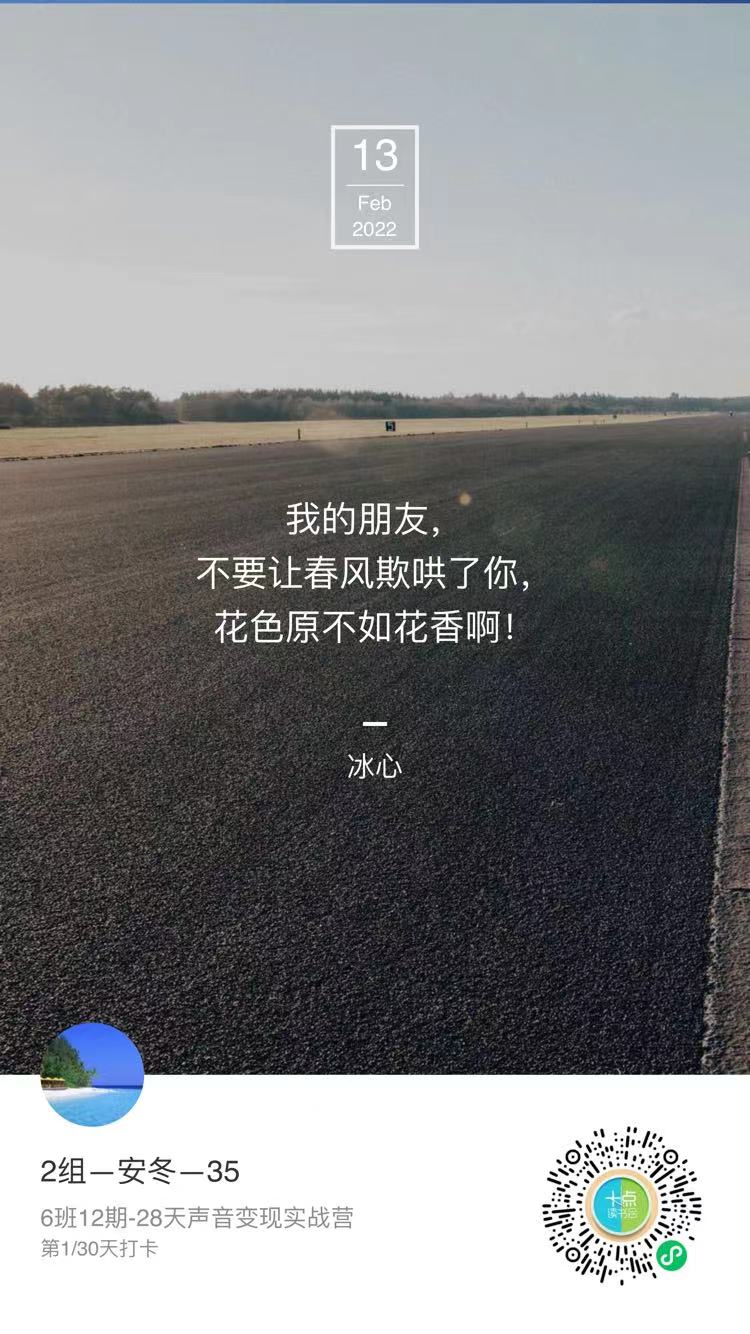 13
Feb
2022
5
我的朋友，
不要让春风欺哄了你，
花色原不如花香啊！
冰心
2组—安冬—35
6班12期-28天声音变现实战营
第1/30天打卡
十点
读书会